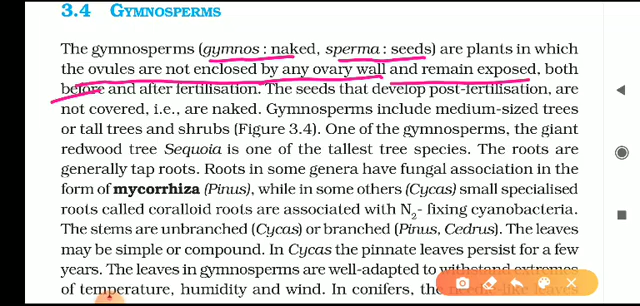 3.4 GYMNOSPERMS
The gymnosperms (gymnos : naked, sperma : seeds) are plants in which
the ovules are not enclosed by any ovary wall and remain exposed, both
before and after fertilisation. The seeds that develop post-fertilisation, are
not covered, i.e., are naked. Gymnosperms include medium-sized trees
or tall trees and shrubs (Figure 3.4). One of the gymnosperms, the giant
redwood tree Sequoia is one of the tallest tree species. The roots are
generally tap roots. Roots in some genera have fungal association in the
form of mycorrhiza (Pinus), while in some others (Cycas) small specialised
roots called coralloid roots are associated with N₂- fixing cyanobacteria.
The stems are unbranched (Cycas) or branched (Pinus, Cedrus). The leaves
may be simple or compound. In Cycas the pinnate leaves persist for a few
years. The leaves in gymnosperms are well-adapted to withstand extremes
of temperature, humidity and wind. In conifers, the needle-like leaves